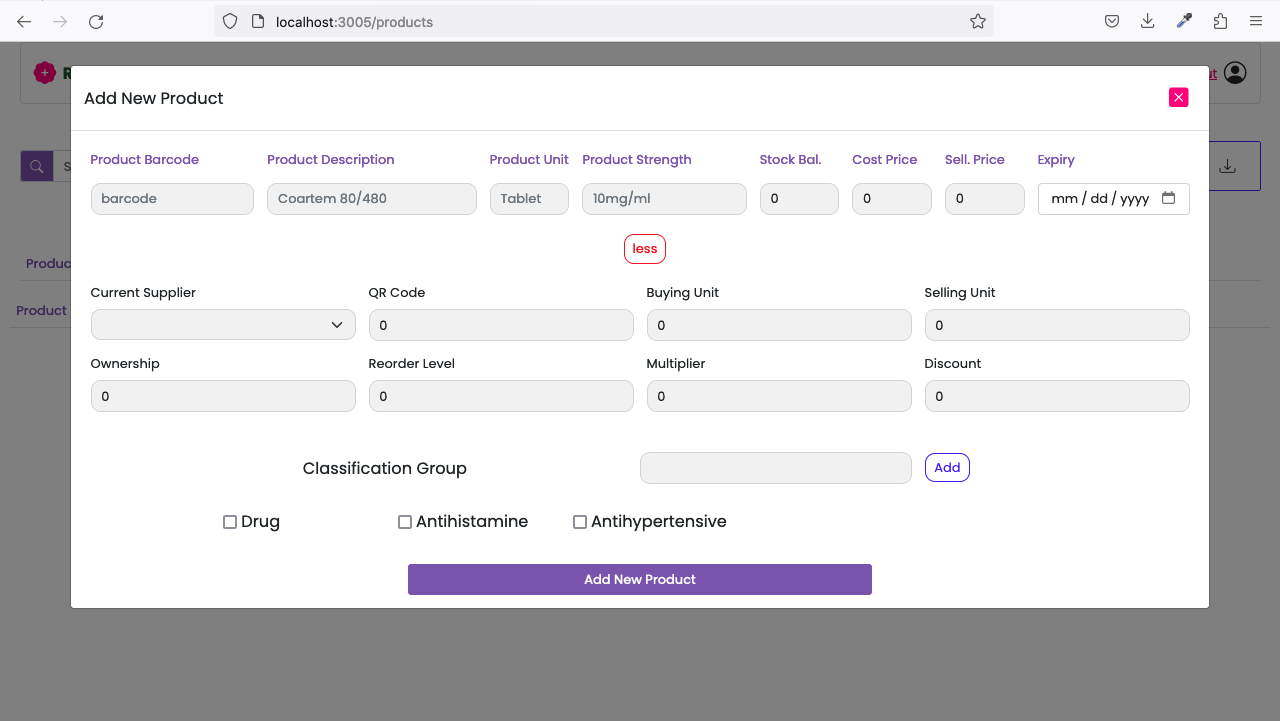 localhost:3005/products
R
ut
Add New Product
S
Product Barcode Product Description Product Unit Product Strength Stock Bal. Cost Price Sell. Price Expiry
barcode Coartem 80/480 Tablet 10mg/ml 0 0 0 mm / dd / yyyy
less
Produc
Current Supplier QR Code Buying Unit Selling Unit
Product
0 0 0
Ownership Reorder Level Multiplier Discount
0 0 0 0
Classification Group Add
Drug Antihistamine Antihypertensive
Add New Product